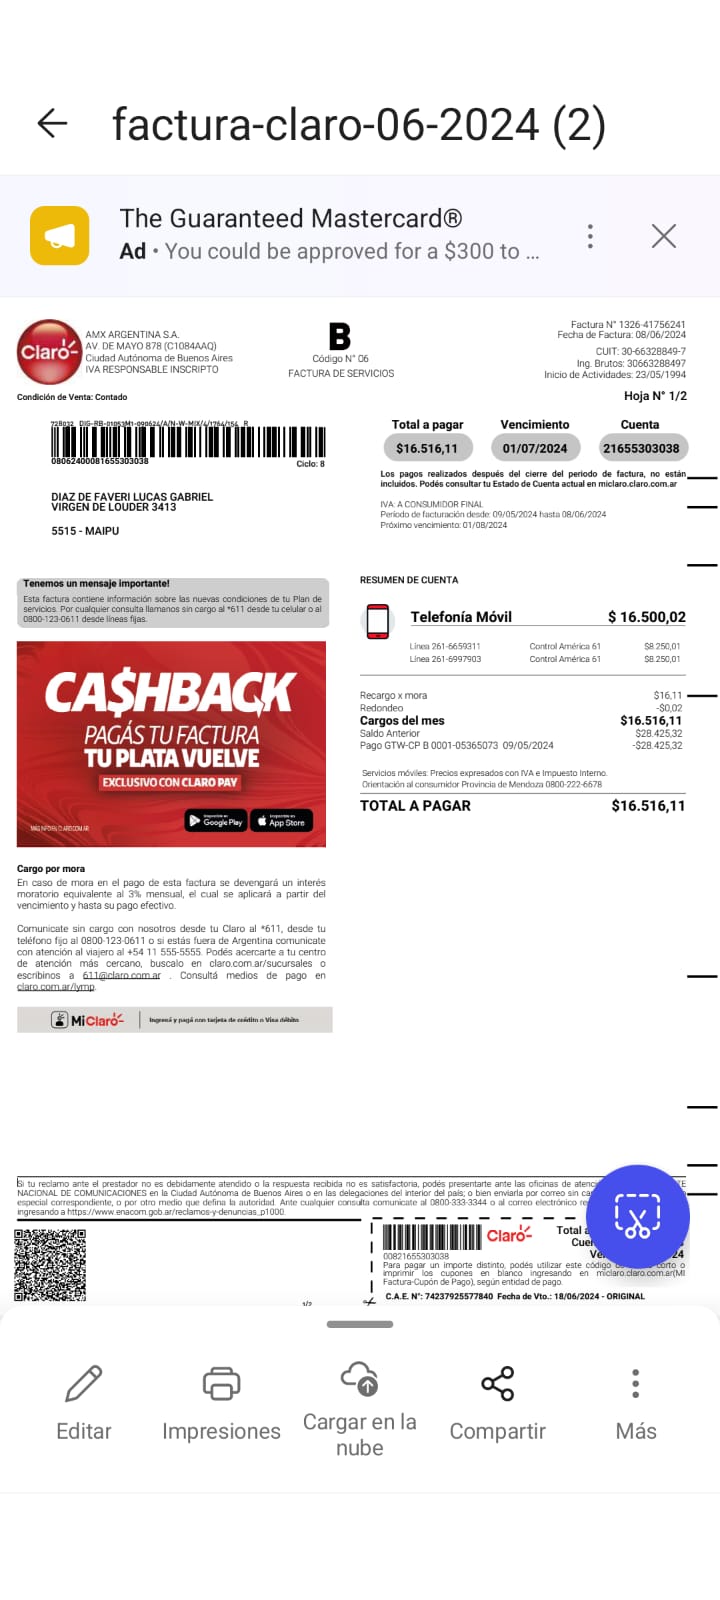 factura-claro-06-2024 (2)
The Guaranteed Mastercard®
Ad • You could be approved for a $300 to ...
Claro
AMX ARGENTINA S.A.
AV. DE MAYO 878 (C1084AAQ)
Ciudad Autónoma de Buenos Aires
IVA RESPONSABLE INSCRIPTO
B
Código N° 06
FACTURA DE SERVICIOS
Factura N° 1326-41756241
Fecha de Factura: 08/06/2024
CUIT: 30-66328849-7
Ing. Brutos: 30663288497
Inicio de Actividades: 23/05/1994
Hoja N° 1/2
Condición de Venta: Contado
08062400081655303038
Ciclo: 8
DIAZ DE FAVERI LUCAS GABRIEL
VIRGEN DE LOUDER 3413
5515 - MAIPU
Total a pagar Vencimiento Cuenta
$16.516,11 01/07/2024 21655303038
Los pagos realizados después del cierre del periodo de factura, no están
incluidos. Podés consultar tu Estado de Cuenta actual en miclaro.claro.com.ar
IVA: A CONSUMIDOR FINAL
Período de facturación desde: 09/05/2024 hasta 08/06/2024
Próximo vencimiento: 01/08/2024
Tenemos un mensaje importante!
Esta factura contiene información sobre las nuevas condiciones de tu Plan de
servicios. Por cualquier consulta llamanos sin cargo al *611 desde tu celular o al
0800-123-0611 desde líneas fijas.
CA$HBACK
PAGÁS TU FACTURA
TU PLATA VUELVE
EXCLUSIVO CON CLARO PAY
Google Play
App Store
MÁS INFO EN CLARO.COM.AR
RESUMEN DE CUENTA
Telefonía Móvil $ 16.500,02
Línea 261-6659311 Control América 61 $8.250,01
Línea 261-6997903 Control América 61 $8.250,01
Recargo x mora $16,11
Redondeo -$0,02
Cargos del mes $16.516,11
Saldo Anterior $28.425,32
Pago GTW-CP B 0001-05365073 09/05/2024 -$28.425,32
Servicios móviles: Precios expresados con IVA e Impuesto Interno.
Orientación al consumidor Provincia de Mendoza 0800-222-6678
TOTAL A PAGAR $16.516,11
Cargo por mora
En caso de mora en el pago de esta factura se devengará un interés
moratorio equivalente al 3% mensual, el cual se aplicará a partir del
vencimiento y hasta su pago efectivo.
Comunicate sin cargo con nosotros desde tu Claro al *611, desde tu
teléfono fijo al 0800-123-0611 o si estás fuera de Argentina comunicate
con atención al viajero al +54 11 555-5555. Podés acercarte a tu centro
de atención más cercano, buscalo en claro.com.ar/sucursales o
escribinos a 611@claro.com.ar . Consultá medios de pago en
claro.com.ar/lymp.
MiClaro Ingresá y pagá con tarjeta de crédito o Visa débito
Si tu reclamo ante el prestador no es debidamente atendido o la respuesta recibida no es satisfactoria, podés presentarte ante las oficinas de
NACIONAL DE COMUNICACIONES en la Ciudad Autónoma de Buenos Aires o en las delegaciones del interior del país; o bien enviarla por correo sin
especial correspondiente, o por otro medio que defina la autoridad. Ante cualquier consulta comunicate al 0800-333-3344 o al correo electrónico
ingresando a https://www.enacom.gob.ar/reclamos-y-denuncias_p1000.
Claro
Total
00821655303038
24
Para pagar un importe distinto, podés utilizar este código corto o
imprimir los cupones en blanco ingresando en miclaro.claro.com.ar(MI
Factura-Cupón de Pago), según entidad de pago.
C.A.E. N°: 74237925577840 Fecha de Vto.: 18/06/2024 - ORIGINAL
1/2
Editar
Impresiones
Cargar en la
nube
Compartir
Más